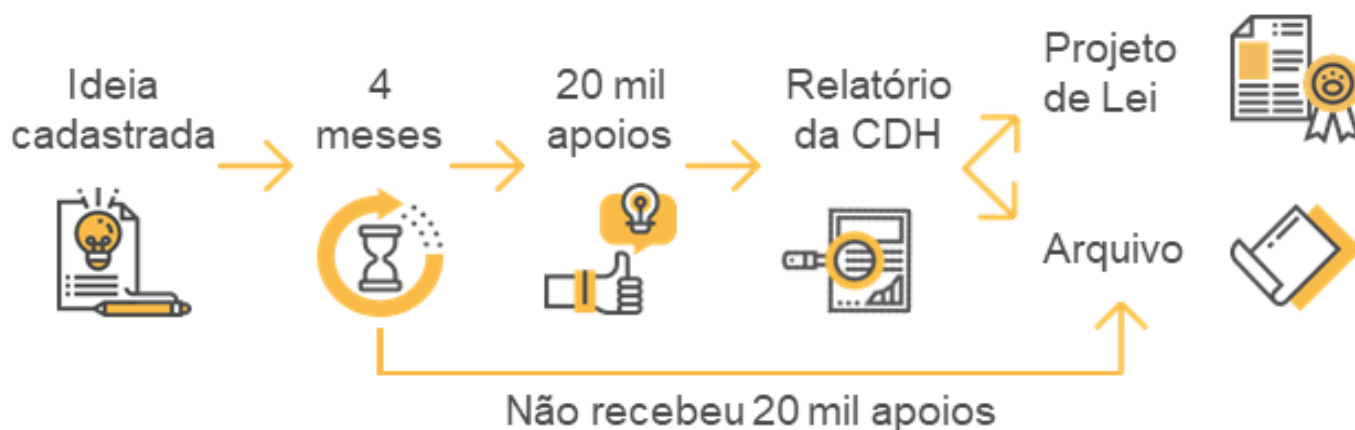 Ideia
cadastrada
4
meses
20 mil
apoios
Relatório
da CDH
Projeto
de Lei
Arquivo
Não recebeu 20 mil apoios